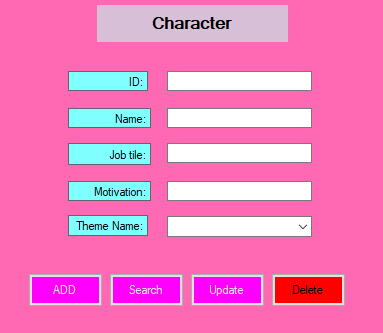 Character
ID:
Name:
Job tile:
Motivation:
Theme Name:
ADD Search Update Delete